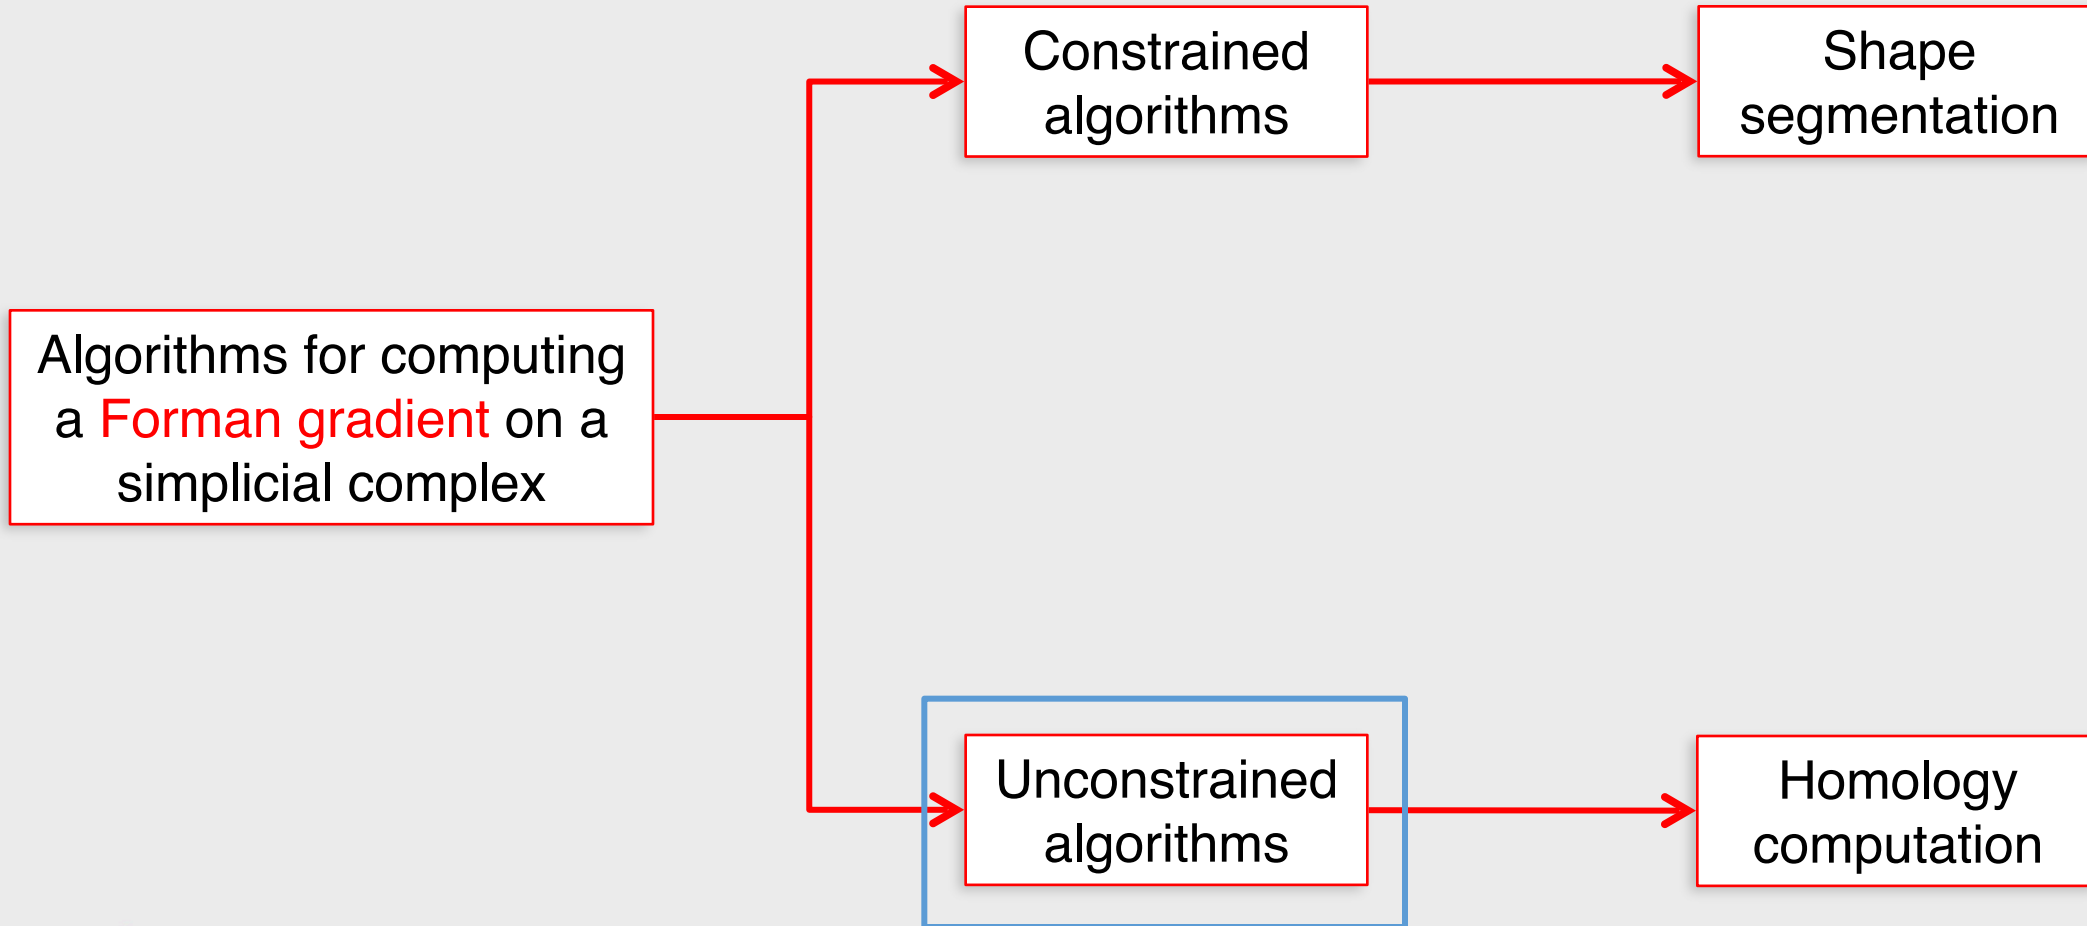 Constrained
algorithms
Shape
segmentation
Algorithms for computing
a Forman gradient on a
simplicial complex
Unconstrained
algorithms
Homology
computation